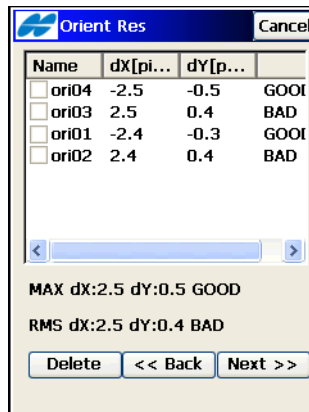 Orient Res Cancel
Name dX[pi... dY[p...
ori04 -2.5 -0.5 GOOD
ori03 2.5 0.4 BAD
ori01 -2.4 -0.3 GOOD
ori02 2.4 0.4 BAD
MAX dX:2.5 dY:0.5 GOOD
RMS dX:2.5 dY:0.4 BAD
Delete << Back Next >>